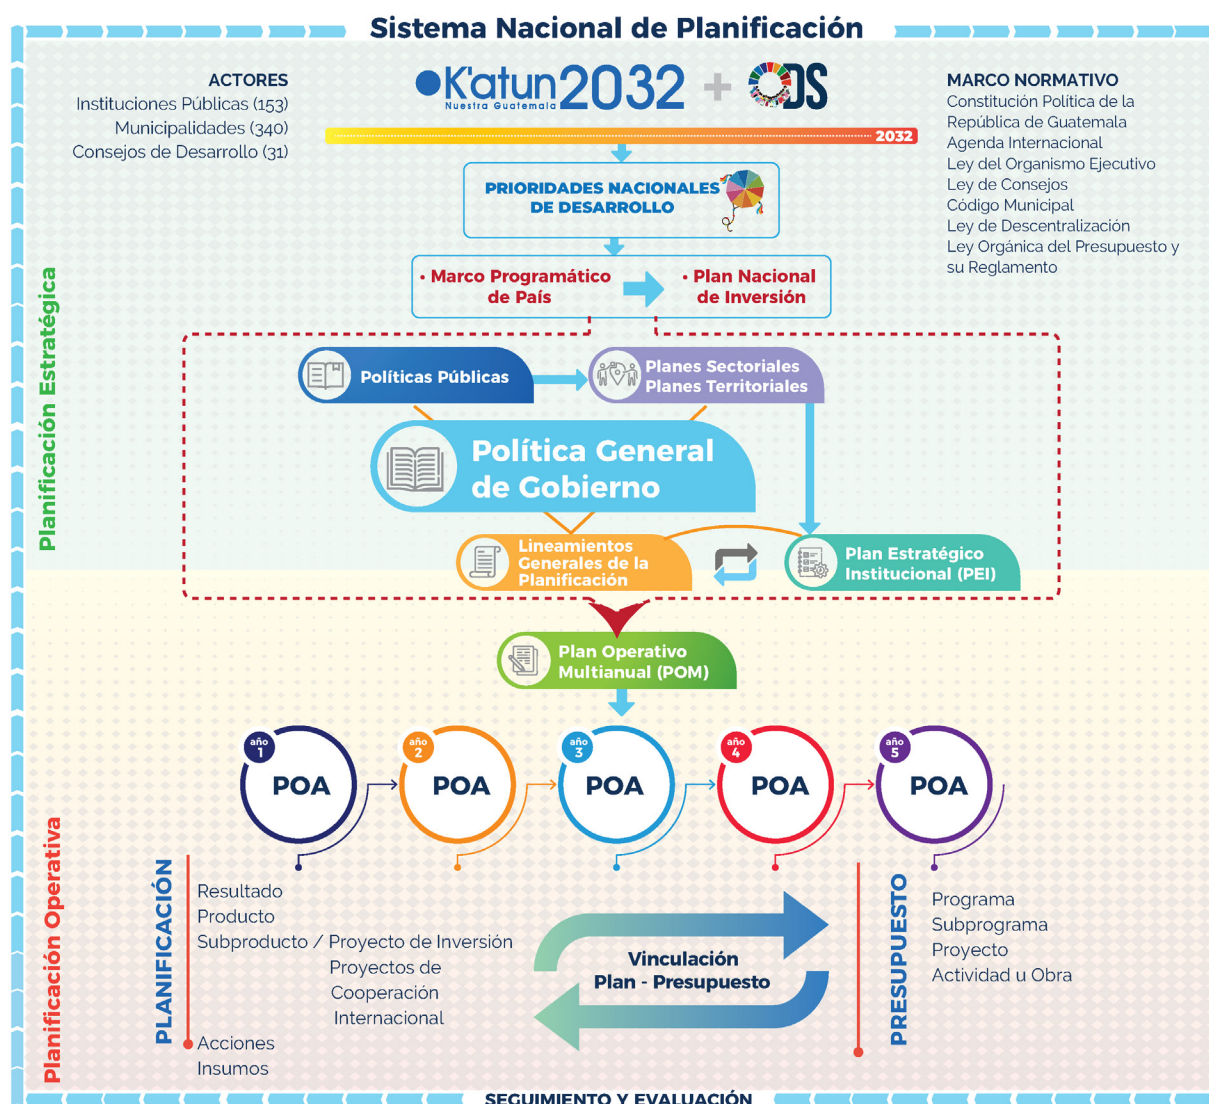 Sistema Nacional de Planificación
ACTORES
Instituciones Públicas (153)
Municipalidades (340)
Consejos de Desarrollo (31)
K'atun 2032 + ODS
Nuestra Guatemala
2032
MARCO NORMATIVO
Constitución Política de la
República de Guatemala
Agenda Internacional
Ley del Organismo Ejecutivo
Ley de Consejos
Código Municipal
Ley de Descentralización
Ley Orgánica del Presupuesto y
su Reglamento
PRIORIDADES NACIONALES
DE DESARROLLO
• Marco Programático
de País
• Plan Nacional
de Inversión
Planificación Estratégica
Políticas Públicas
Planes Sectoriales
Planes Territoriales
Política General
de Gobierno
Lineamientos
Generales de la
Planificación
Plan Estratégico
Institucional (PEI)
Plan Operativo
Multianual (POM)
año
1
POA
año
2
POA
año
3
POA
año
4
POA
año
5
POA
Planificación Operativa
PLANIFICACIÓN
Resultado
Producto
Subproducto / Proyecto de Inversión
Proyectos de
Cooperación
Internacional
Acciones
Insumos
Vinculación
Plan - Presupuesto
PRESUPUESTO
Programa
Subprograma
Proyecto
Actividad u Obra
SEGUIMIENTO Y EVALUACIÓN